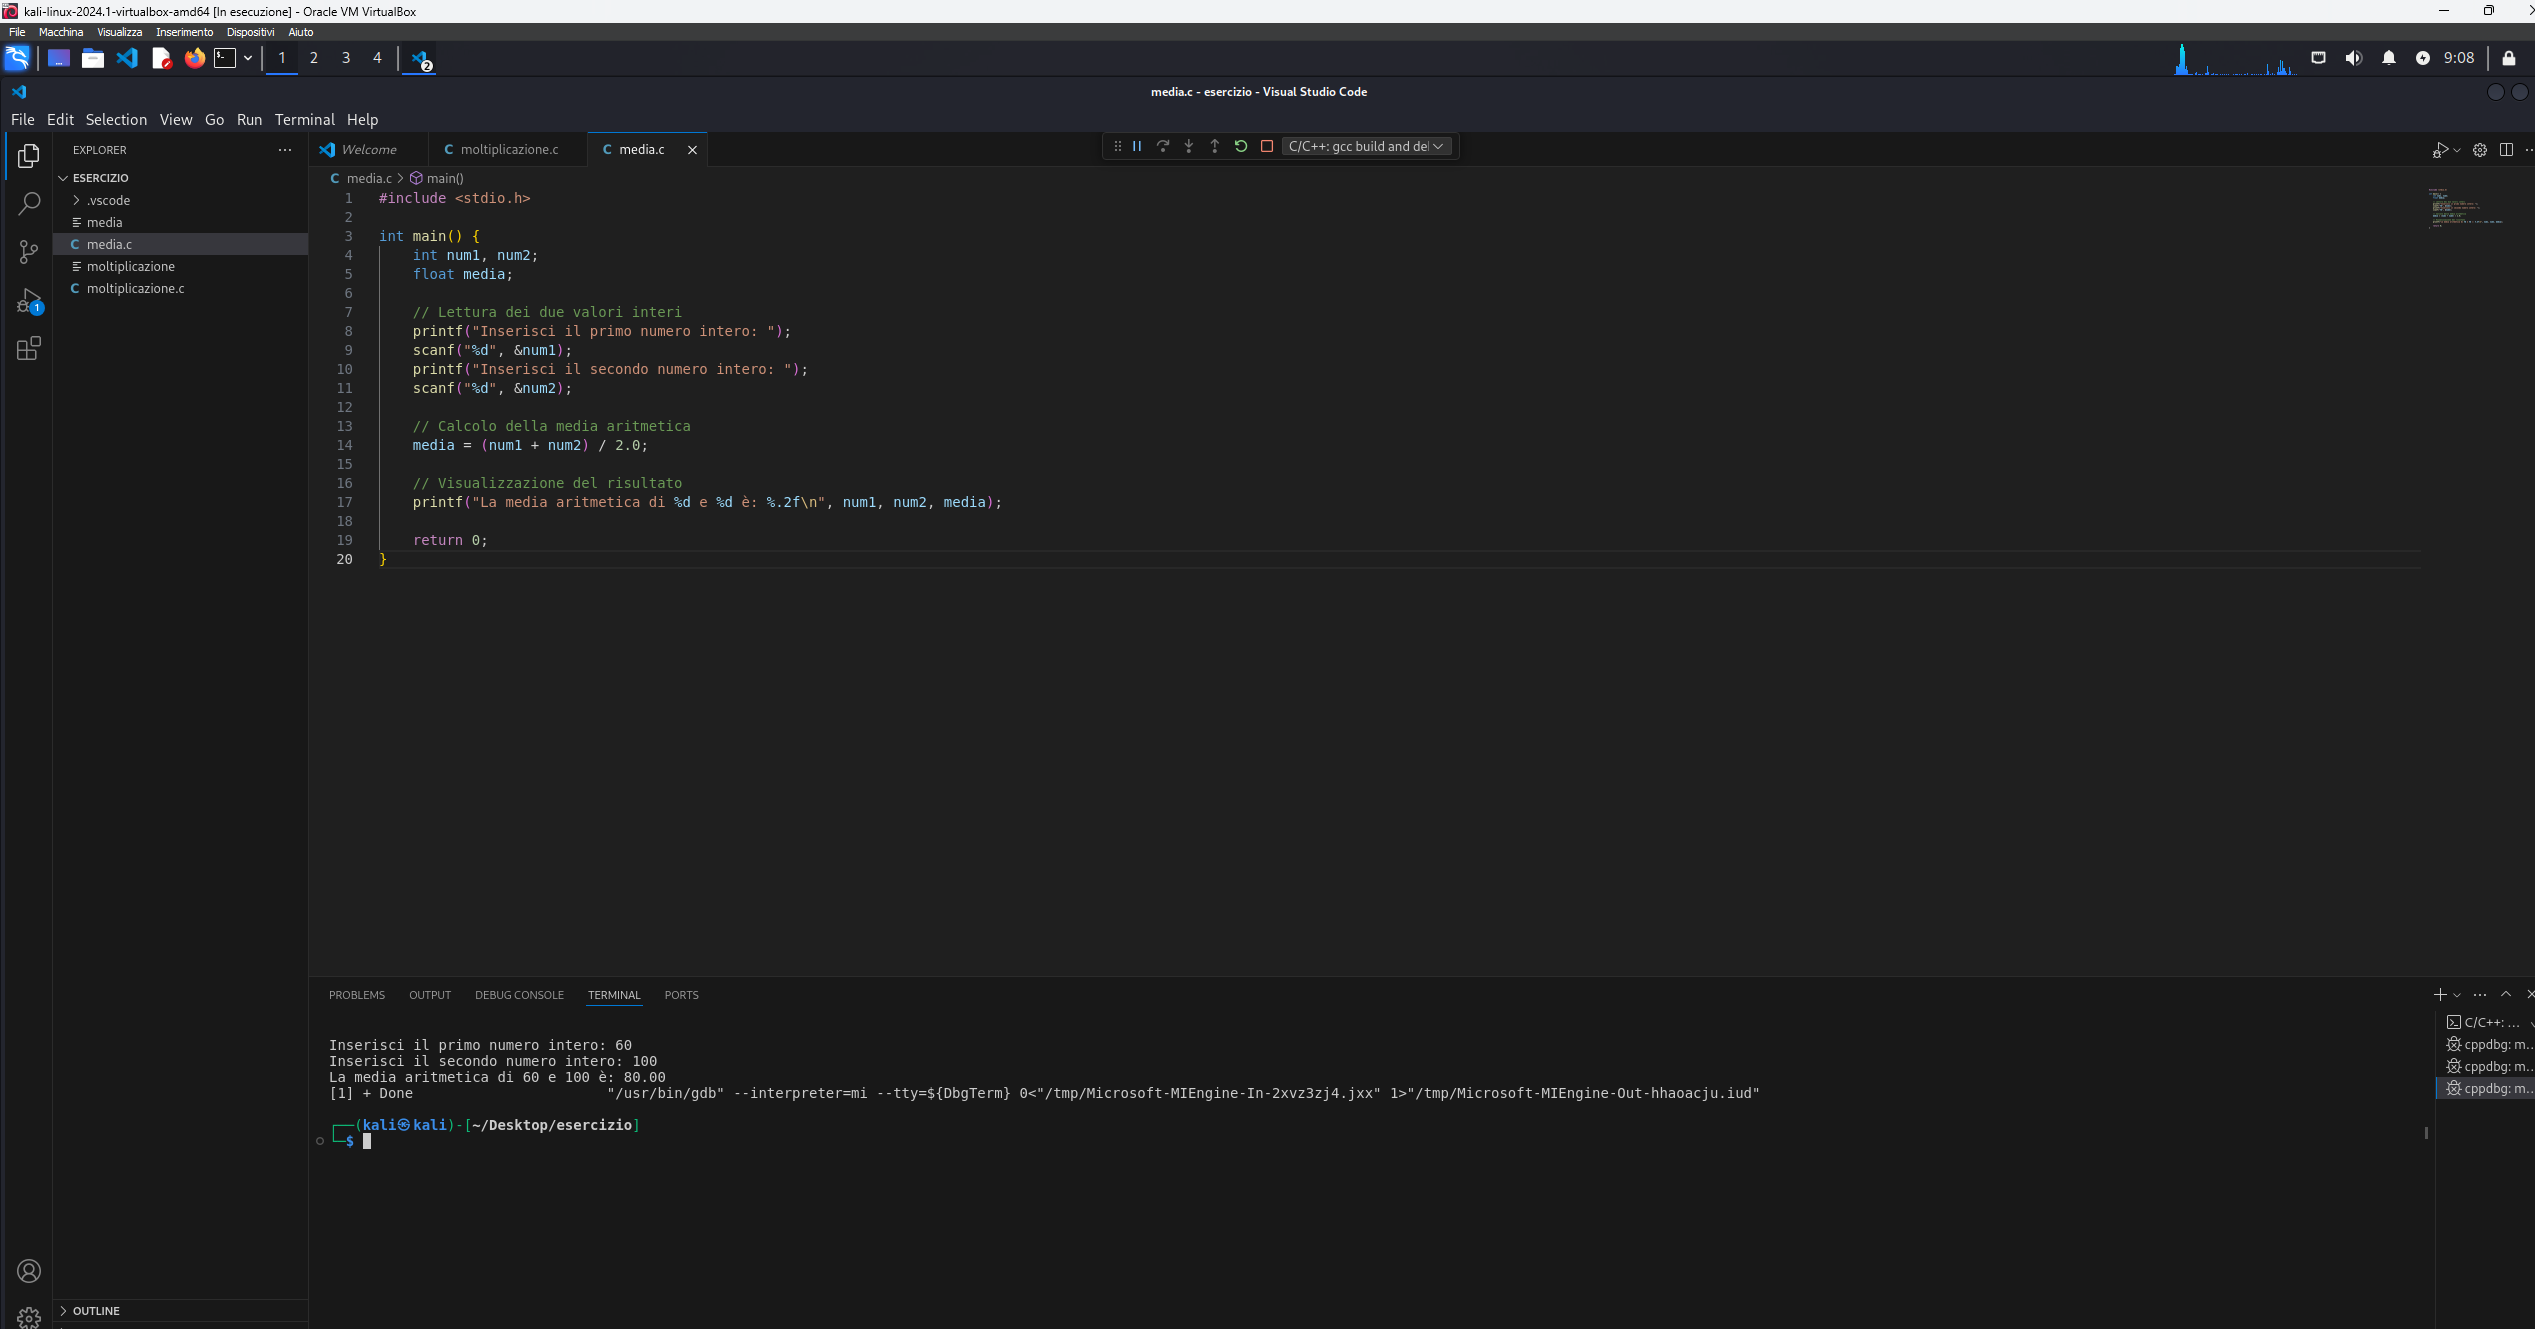 kali-linux-2024.1-virtualbox-amd64 [In esecuzione] - Oracle VM VirtualBox
File Macchina Visualizza Inserimento Dispositivi Aiuto
1 2 3 4 2 9:08
media.c - esercizio - Visual Studio Code
File Edit Selection View Go Run Terminal Help
EXPLORER
ESERCIZIO
.vscode
media
C media.c
moltiplicazione
C moltiplicazione.c
1
OUTLINE
Welcome C moltiplicazione.c C media.c
C/C++: gcc build and de
C media.c > main()
1 #include <stdio.h>
2
3 int main() {
4 int num1, num2;
5 float media;
6
7 // Lettura dei due valori interi
8 printf("Inserisci il primo numero intero: ");
9 scanf("%d", &num1);
10 printf("Inserisci il secondo numero intero: ");
11 scanf("%d", &num2);
12
13 // Calcolo della media aritmetica
14 media = (num1 + num2) / 2.0;
15
16 // Visualizzazione del risultato
17 printf("La media aritmetica di %d e %d è: %.2f\n", num1, num2, media);
18
19 return 0;
20 }
PROBLEMS OUTPUT DEBUG CONSOLE TERMINAL PORTS
Inserisci il primo numero intero: 60
Inserisci il secondo numero intero: 100
La media aritmetica di 60 e 100 è: 80.00
[1] + Done "/usr/bin/gdb" --interpreter=mi --tty=${DbgTerm} 0<"/tmp/Microsoft-MIEngine-In-2xvz3zj4.jxx" 1>"/tmp/Microsoft-MIEngine-Out-hhaoacju.iud"
┌──(kali㉿kali)-[~/Desktop/esercizio]
└─$
C/C++: ...
cppdbg: m...
cppdbg: m...
cppdbg: m...